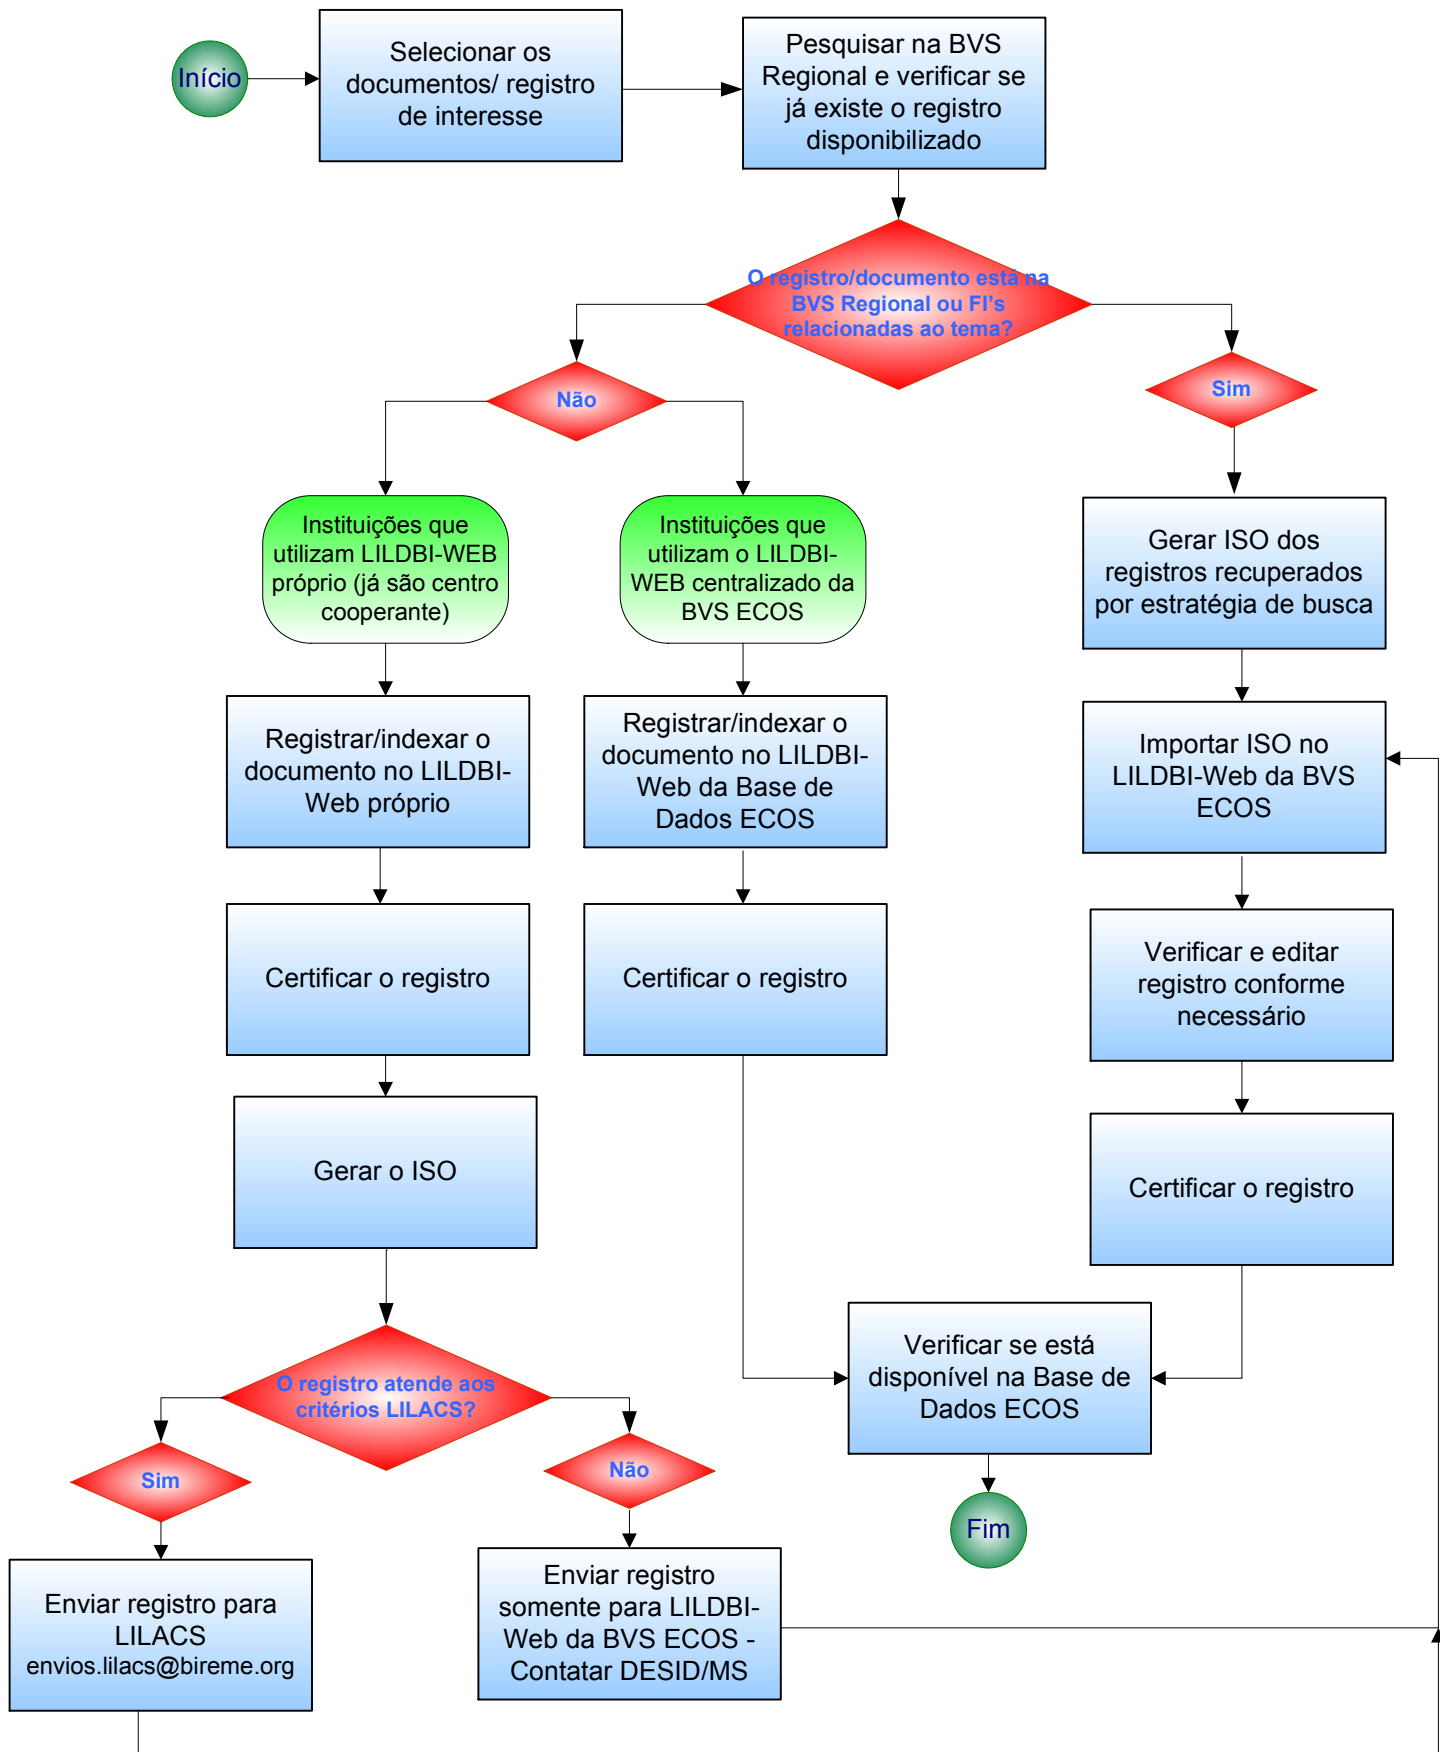 Início
Selecionar os
documentos/ registro
de interesse
Pesquisar na BVS
Regional e verificar se
já existe o registro
disponibilizado
O registro/documento está na
BVS Regional ou FI's
relacionadas ao tema?
Não
Sim
Instituições que
utilizam LILDBI-WEB
próprio (já são centro
cooperante)
Instituições que
utilizam o LILDBI-
WEB centralizado da
BVS ECOS
Gerar ISO dos
registros recuperados
por estratégia de busca
Registrar/indexar o
documento no LILDBI-
Web próprio
Registrar/indexar o
documento no LILDBI-
Web da Base de
Dados ECOS
Importar ISO no
LILDBI-Web da BVS
ECOS
Certificar o registro
Certificar o registro
Verificar e editar
registro conforme
necessário
Gerar o ISO
Certificar o registro
O registro atende aos
critérios LILACS?
Verificar se está
disponível na Base de
Dados ECOS
Sim
Não
Fim
Enviar registro para
LILACS
envios.lilacs@bireme.org
Enviar registro
somente para LILDBI-
Web da BVS ECOS -
Contatar DESID/MS